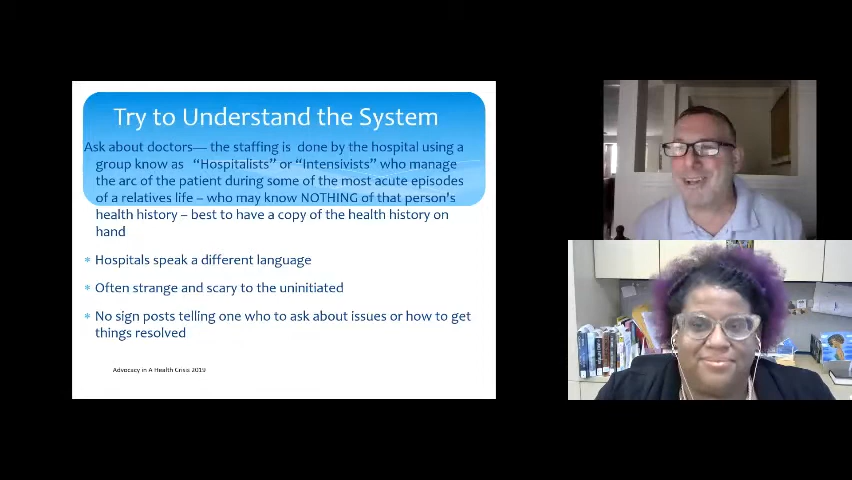 Try to Understand the System
Ask about doctors— the staffing is done by the hospital using a
group know as "Hospitalists" or "Intensivists" who manage
the arc of the patient during some of the most acute episodes
of a relatives life – who may know NOTHING of that person's
health history – best to have a copy of the health history on
hand
* Hospitals speak a different language
* Often strange and scary to the uninitiated
* No sign posts telling one who to ask about issues or how to get
things resolved
Advocacy in A Health Crisis 2019